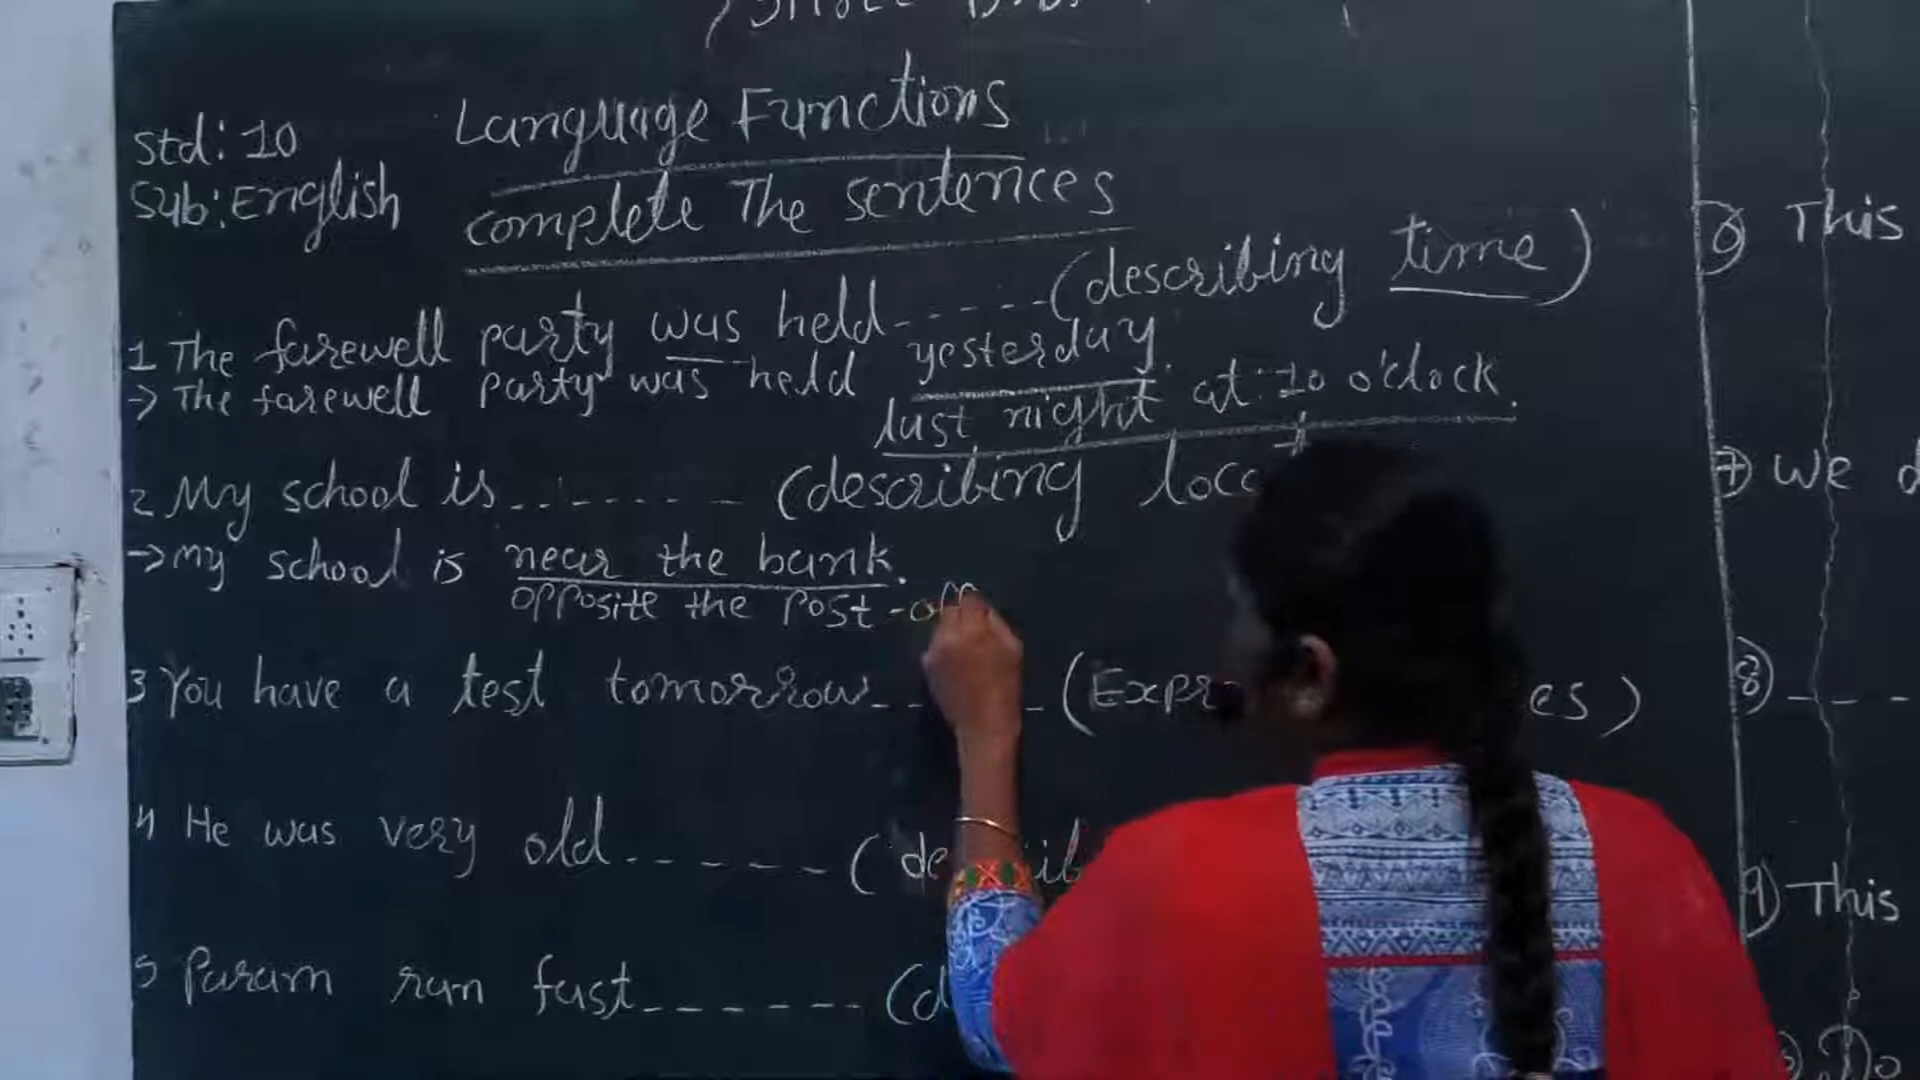 Std: 10
Sub: English
Language Functions
complete The sentences
1 The farewell party was held ----- (describing time)
→ The farewell party was held yesterday.
last night at 10 o'clock.
2 My school is ------- (describing
→ My school is near the bank.
opposite the post-
3 You have a test tomorrow
4 He was very old ------ (
5 Param ran fast ------- (
This
7 We
8 ---
9) This
Do